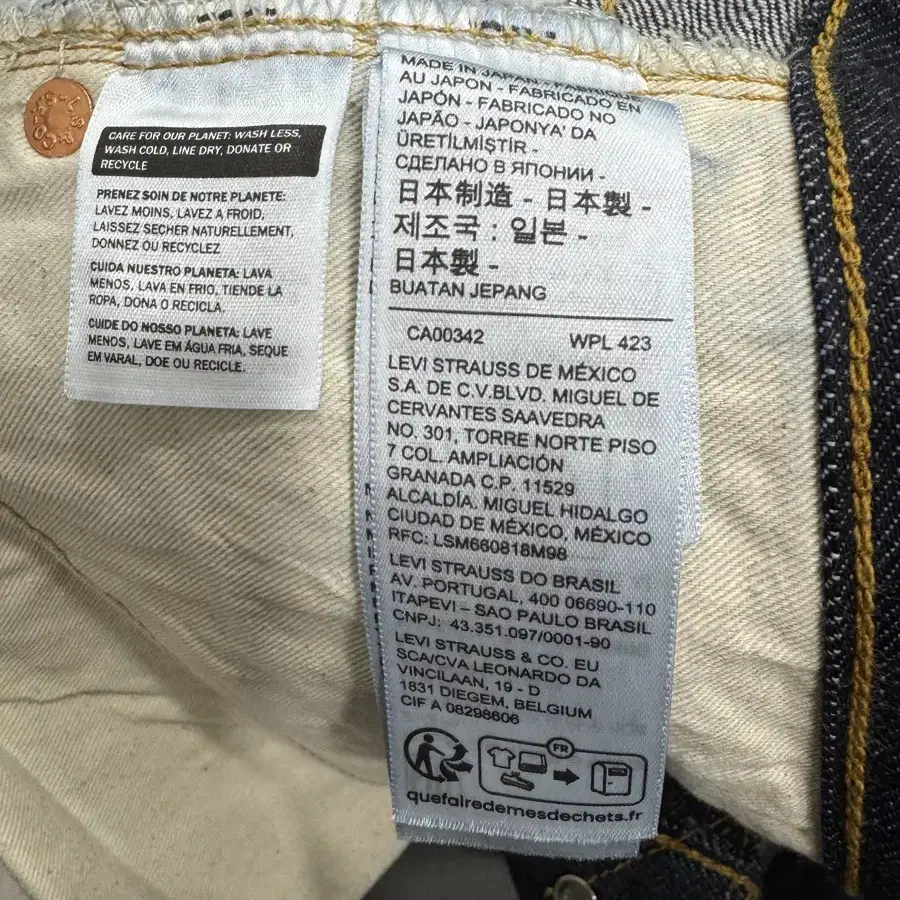 CARE FOR OUR PLANET: WASH LESS,
WASH COLD, LINE DRY, DONATE OR
RECYCLE
PRENEZ SOIN DE NOTRE PLANETE:
LAVEZ MOINS, LAVEZ A FROID,
LAISSEZ SECHER NATURELLEMENT,
DONNEZ OU RECYCLEZ
CUIDA NUESTRO PLANETA: LAVA
MENOS, LAVA EN FRIO, TIENDE LA
ROPA, DONA O RECICLA.
CUIDE DO NOSSO PLANETA: LAVE
MENOS, LAVE EM ÁGUA FRIA, SEQUE
EM VARAL, DOE OU RECICLE.
MADE IN JAPAN - FABRIQUÉ
AU JAPON - FABRICADO EN
JAPÓN - FABRICADO NO
JAPÃO - JAPONYA' DA
ÜRETİLMİŞTİR -
СДЕЛАНО В ЯПОНИИ -
日本制造 - 日本製 -
제조국 : 일본 -
日本製 -
BUATAN JEPANG
CA00342 WPL 423
LEVI STRAUSS DE MÉXICO
S.A. DE C.V.BLVD. MIGUEL DE
CERVANTES SAAVEDRA
NO. 301, TORRE NORTE PISO
7 COL. AMPLIACIÓN
GRANADA C.P. 11529
ALCALDÍA. MIGUEL HIDALGO
CIUDAD DE MÉXICO, MÉXICO
RFC: LSM660818M98
LEVI STRAUSS DO BRASIL
AV. PORTUGAL, 400 06690-110
ITAPEVI – SAO PAULO BRASIL
CNPJ: 43.351.097/0001-90
LEVI STRAUSS & CO. EU
SCA/CVA LEONARDO DA
VINCILAAN, 19 - D
1831 DIEGEM, BELGIUM
CIF A 08298606
FR
quefairedemesdechets.fr